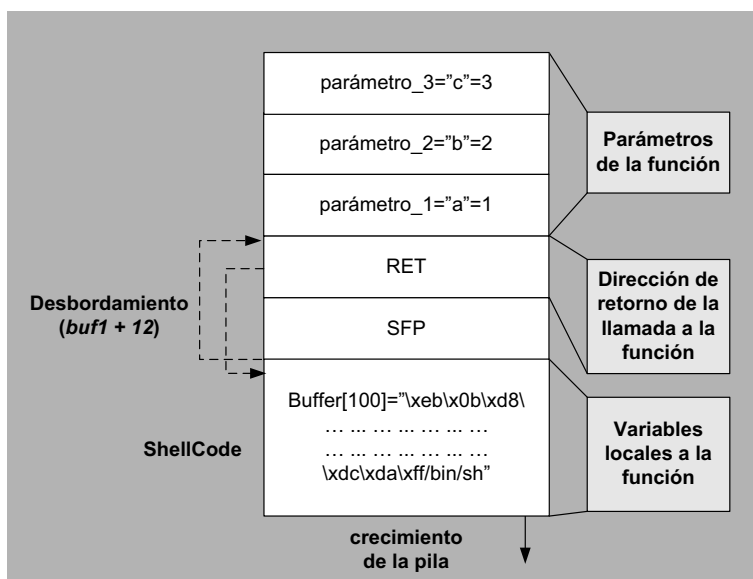 parámetro_3=”c”=3
parámetro_2=”b”=2
parámetro_1=”a”=1
Parámetros
de la función
RET
SFP
Desbordamiento
(buf1 + 12)
Dirección de
retorno de la
llamada a la
función
Buffer[100]=”\xeb\x0b\xd8\
… ... … ... … ... …
… ... … ... … ... …
\xdc\xda\xff/bin/sh”
ShellCode
Variables
locales a la
función
crecimiento
de la pila